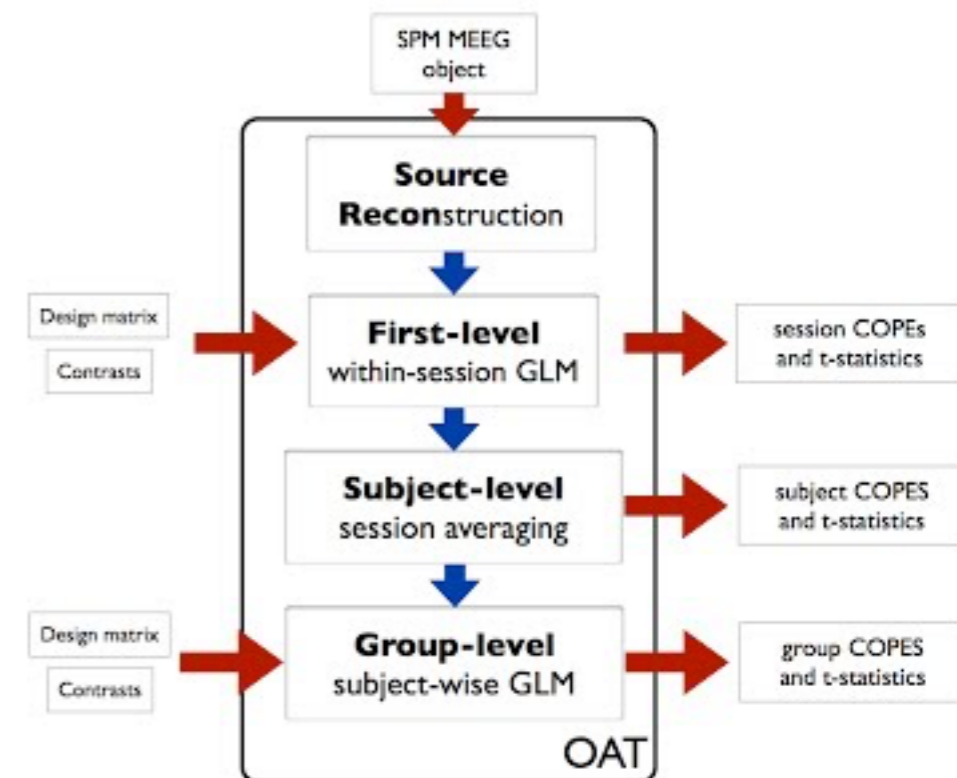 SPM MEEG
object
Source
Reconstruction
Design matrix
Contrasts
First-level
within-session GLM
session COPEs
and t-statistics
Subject-level
session averaging
subject COPES
and t-statistics
Design matrix
Contrasts
Group-level
subject-wise GLM
group COPES
and t-statistics
OAT